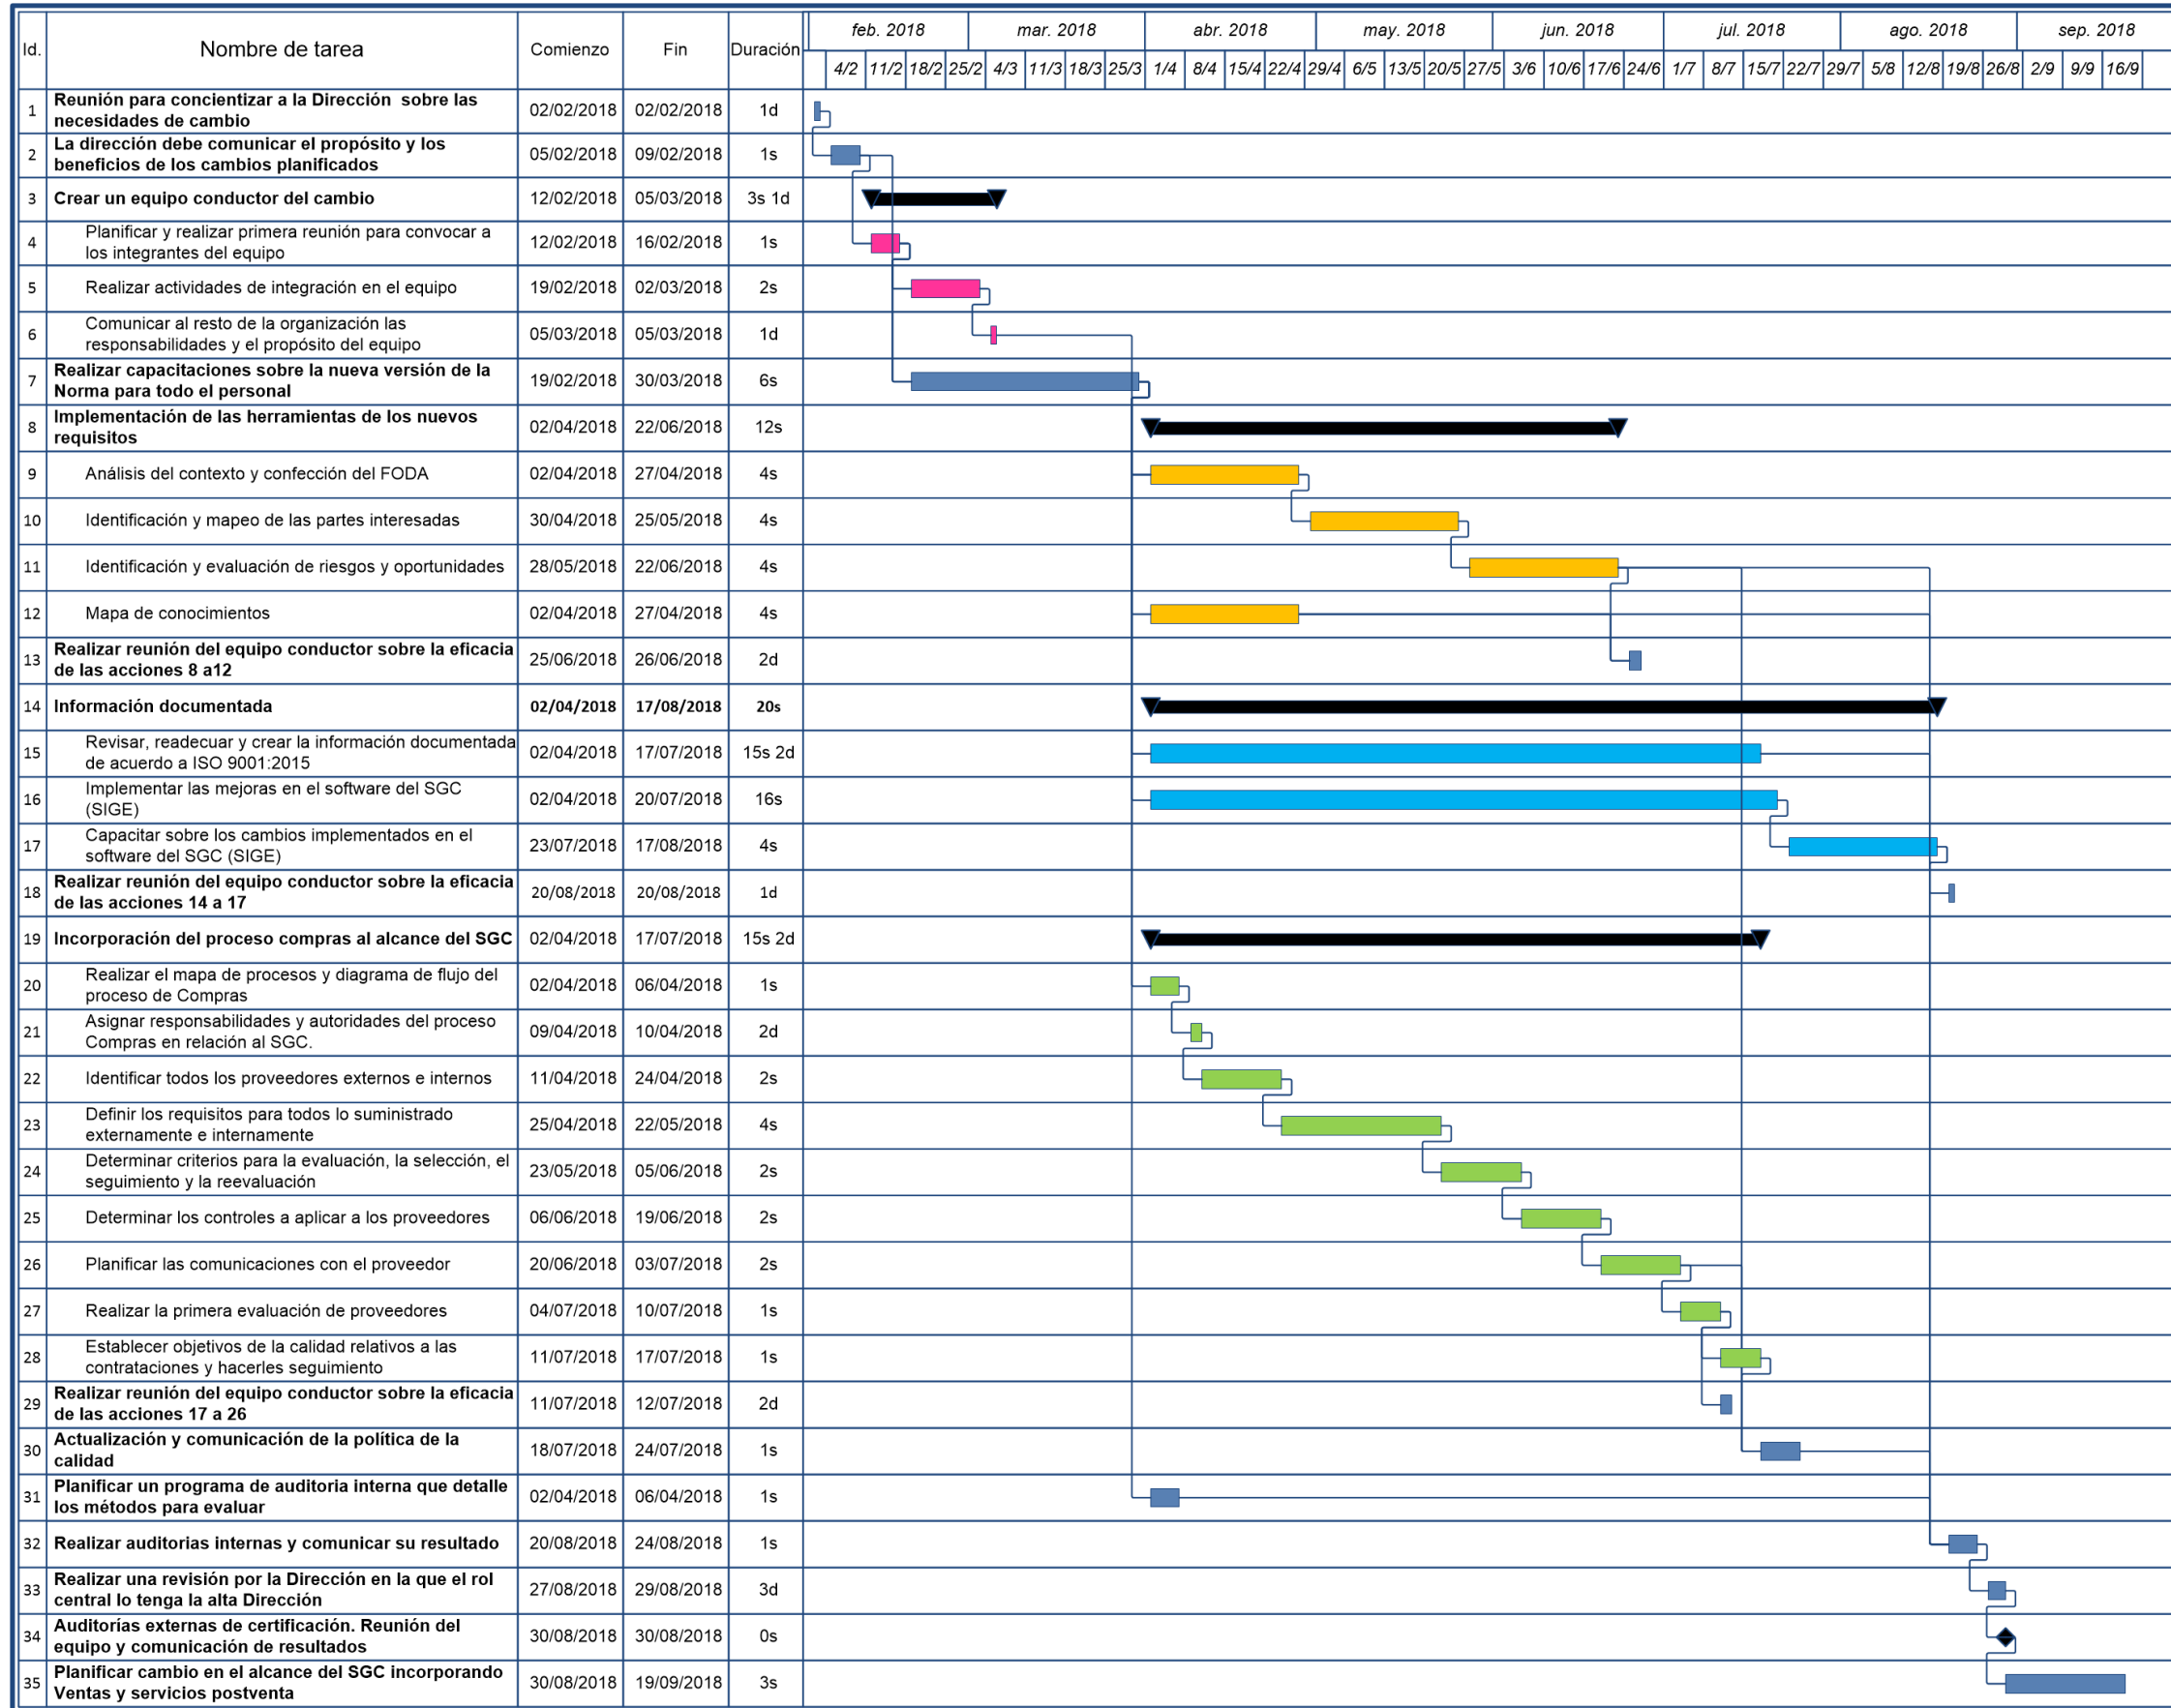 Id.
Nombre de tarea
Comienzo
Fin
Duración
feb. 2018
mar. 2018
abr. 2018
may. 2018
jun. 2018
jul. 2018
ago. 2018
sep. 2018
4/2 11/2 18/2 25/2 4/3 11/3 18/3 25/3 1/4 8/4 15/4 22/4 29/4 6/5 13/5 20/5 27/5 3/6 10/6 17/6 24/6 1/7 8/7 15/7 22/7 29/7 5/8 12/8 19/8 26/8 2/9 9/9 16/9
1 Reunión para concientizar a la Dirección sobre las
necesidades de cambio 02/02/2018 02/02/2018 1d
2 La dirección debe comunicar el propósito y los
beneficios de los cambios planificados 05/02/2018 09/02/2018 1s
3 Crear un equipo conductor del cambio 12/02/2018 05/03/2018 3s 1d
4 Planificar y realizar primera reunión para convocar a
los integrantes del equipo 12/02/2018 16/02/2018 1s
5 Realizar actividades de integración en el equipo 19/02/2018 02/03/2018 2s
6 Comunicar al resto de la organización las
responsabilidades y el propósito del equipo 05/03/2018 05/03/2018 1d
7 Realizar capacitaciones sobre la nueva versión de la
Norma para todo el personal 19/02/2018 30/03/2018 6s
8 Implementación de las herramientas de los nuevos
requisitos 02/04/2018 22/06/2018 12s
9 Análisis del contexto y confección del FODA 02/04/2018 27/04/2018 4s
10 Identificación y mapeo de las partes interesadas 30/04/2018 25/05/2018 4s
11 Identificación y evaluación de riesgos y oportunidades 28/05/2018 22/06/2018 4s
12 Mapa de conocimientos 02/04/2018 27/04/2018 4s
13 Realizar reunión del equipo conductor sobre la eficacia
de las acciones 8 a12 25/06/2018 26/06/2018 2d
14 Información documentada 02/04/2018 17/08/2018 20s
15 Revisar, readecuar y crear la información documentada
de acuerdo a ISO 9001:2015 02/04/2018 17/07/2018 15s 2d
16 Implementar las mejoras en el software del SGC
(SIGE) 02/04/2018 20/07/2018 16s
17 Capacitar sobre los cambios implementados en el
software del SGC (SIGE) 23/07/2018 17/08/2018 4s
18 Realizar reunión del equipo conductor sobre la eficacia
de las acciones 14 a 17 20/08/2018 20/08/2018 1d
19 Incorporación del proceso compras al alcance del SGC 02/04/2018 17/07/2018 15s 2d
20 Realizar el mapa de procesos y diagrama de flujo del
proceso de Compras 02/04/2018 06/04/2018 1s
21 Asignar responsabilidades y autoridades del proceso
Compras en relación al SGC. 09/04/2018 10/04/2018 2d
22 Identificar todos los proveedores externos e internos 11/04/2018 24/04/2018 2s
23 Definir los requisitos para todos lo suministrado
externamente e internamente 25/04/2018 22/05/2018 4s
24 Determinar criterios para la evaluación, la selección, el
seguimiento y la reevaluación 23/05/2018 05/06/2018 2s
25 Determinar los controles a aplicar a los proveedores 06/06/2018 19/06/2018 2s
26 Planificar las comunicaciones con el proveedor 20/06/2018 03/07/2018 2s
27 Realizar la primera evaluación de proveedores 04/07/2018 10/07/2018 1s
28 Establecer objetivos de la calidad relativos a las
contrataciones y hacerles seguimiento 11/07/2018 17/07/2018 1s
29 Realizar reunión del equipo conductor sobre la eficacia
de las acciones 17 a 26 11/07/2018 12/07/2018 2d
30 Actualización y comunicación de la política de la
calidad 18/07/2018 24/07/2018 1s
31 Planificar un programa de auditoria interna que detalle
los métodos para evaluar 02/04/2018 06/04/2018 1s
32 Realizar auditorias internas y comunicar su resultado 20/08/2018 24/08/2018 1s
33 Realizar una revisión por la Dirección en la que el rol
central lo tenga la alta Dirección 27/08/2018 29/08/2018 3d
34 Auditorías externas de certificación. Reunión del
equipo y comunicación de resultados 30/08/2018 30/08/2018 0s
35 Planificar cambio en el alcance del SGC incorporando
Ventas y servicios postventa 30/08/2018 19/09/2018 3s